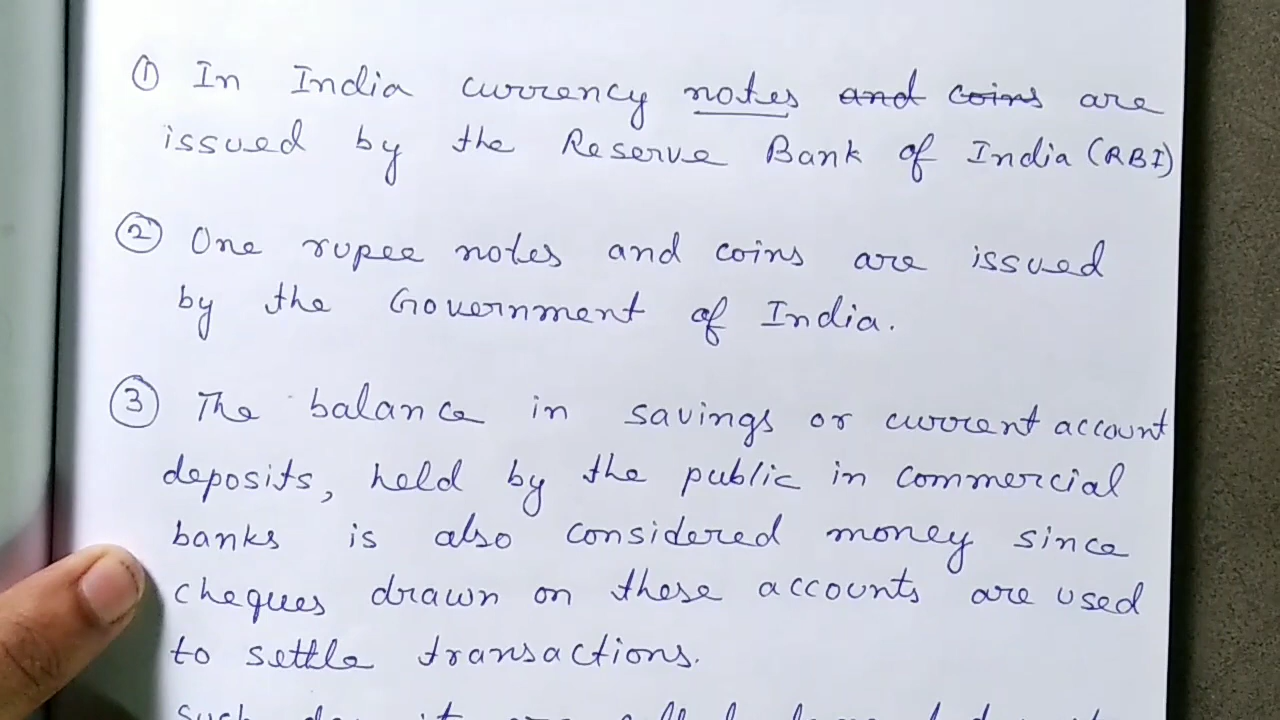 ① In India currency notes and coins are
issued by the Reserve Bank of India (RBI)
② One rupee notes and coins are issued
by the Government of India.
③ The balance in savings or current account
deposits, held by the public in commercial
banks is also considered money since
cheques drawn on these accounts are used
to settle transactions.
Such